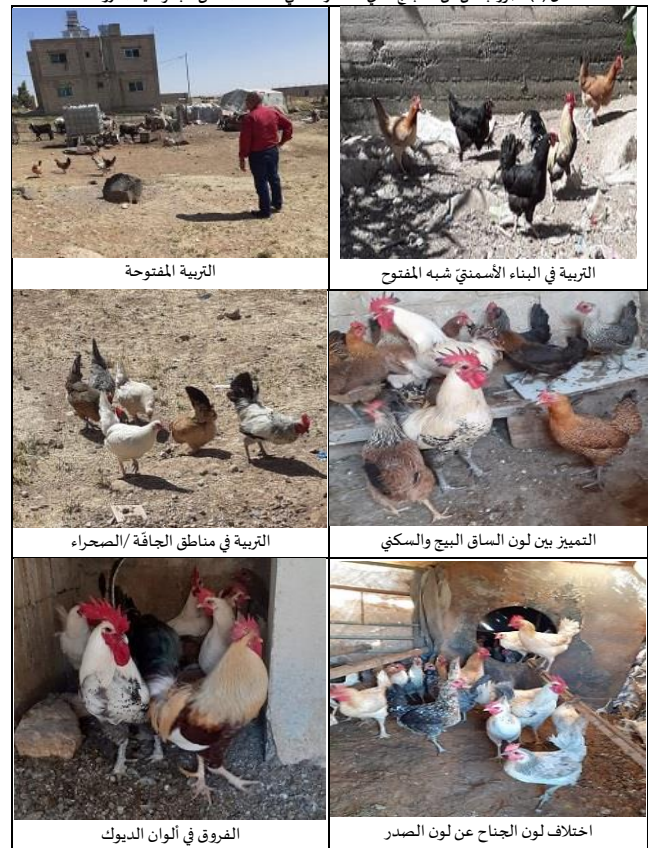 التربية في البناء الأسمنتيّ شبه المفتوح
التربية المفتوحة
التمييز بين لون الساق البيج والسكني
التربية في مناطق الجافّة /الصحراء
اختلاف لون الجناح عن لون الصدر
الفروق في ألوان الديوك